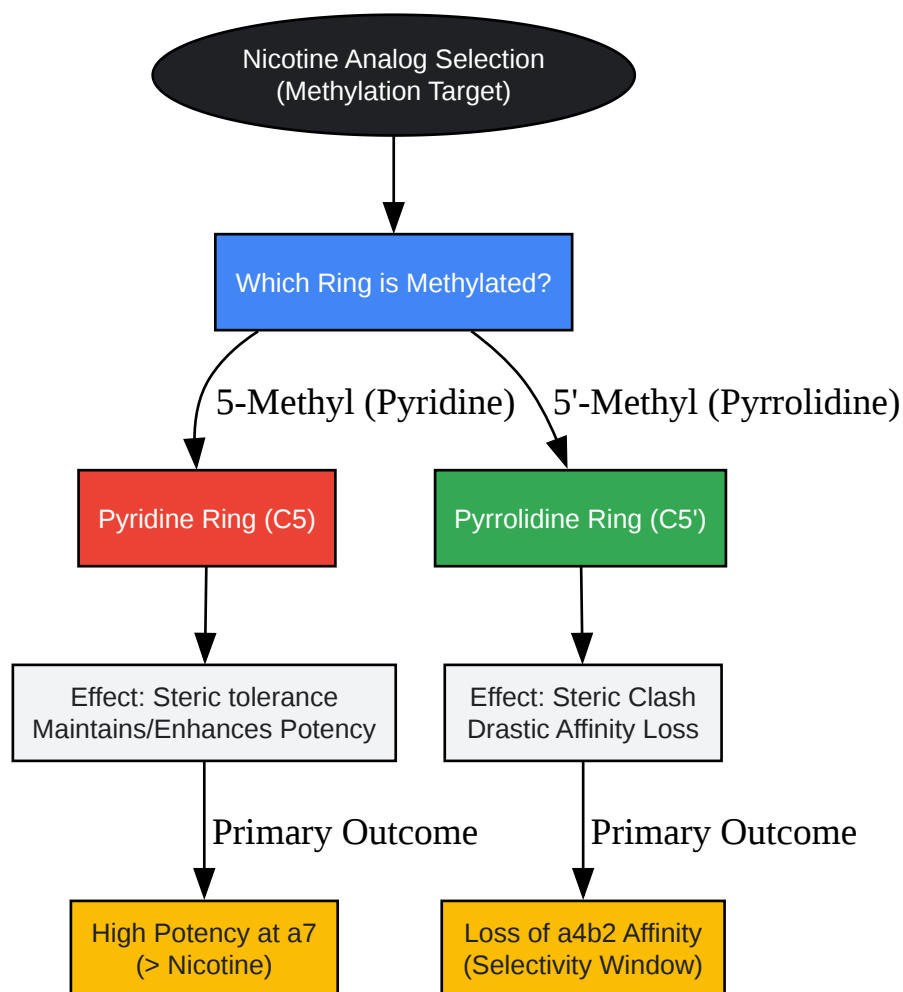 Nicotine Analog Selection
(Methylation Target)
Which Ring is Methylated?
5-Methyl (Pyridine)
5'-Methyl (Pyrrolidine)
Pyridine Ring (C5)
Pyrrolidine Ring (C5')
Effect: Steric tolerance
Maintains/Enhances Potency
Effect: Steric Clash
Drastic Affinity Loss
Primary Outcome
Primary Outcome
High Potency at a7
(> Nicotine)
Loss of a4b2 Affinity
(Selectivity Window)